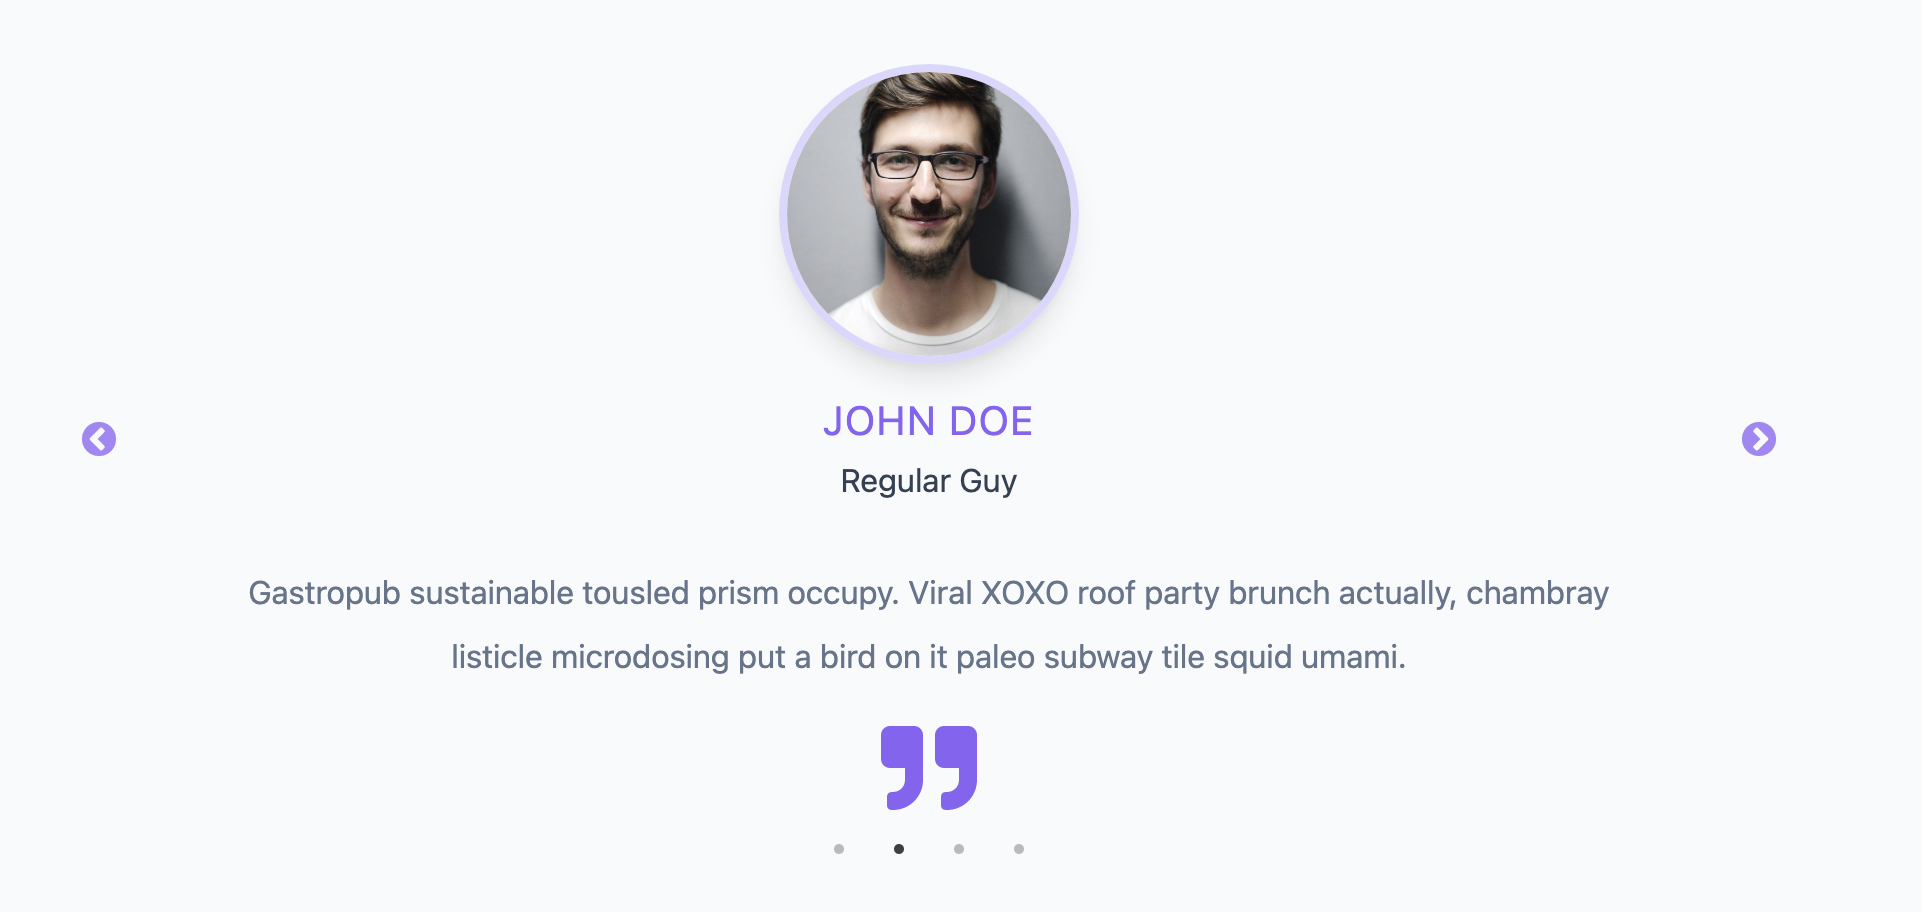 JOHN DOE
Regular Guy
Gastropub sustainable tousled prism occupy. Viral XOXO roof party brunch actually, chambray
listicle microdosing put a bird on it paleo subway tile squid umami.